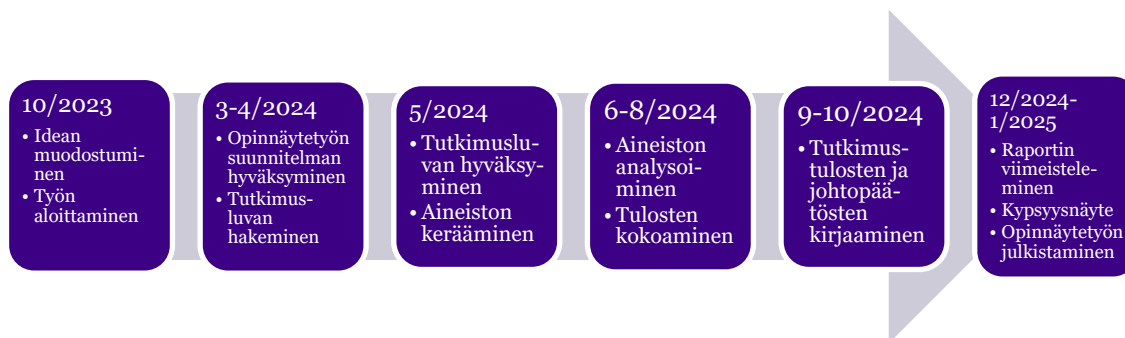 10/2023
• Idean
muodostumi-
nen
• Työn
aloittaminen
3-4/2024
• Opinnäytetyön
suunnitelman
hyväksyminen
• Tutkimus-
luvan
hakeminen
5/2024
• Tutkimuslu-
van hyväksy-
minen
• Aineiston
kerääminen
6-8/2024
• Aineiston
analysoi-
minen
• Tulosten
kokoaminen
9-10/2024
• Tutkimus-
tulosten ja
johtopää-
tösten
kirjaaminen
12/2024-
1/2025
• Raportin
viimeistele-
minen
• Kypsyysnäyte
• Opinnäytetyön
julkistaminen